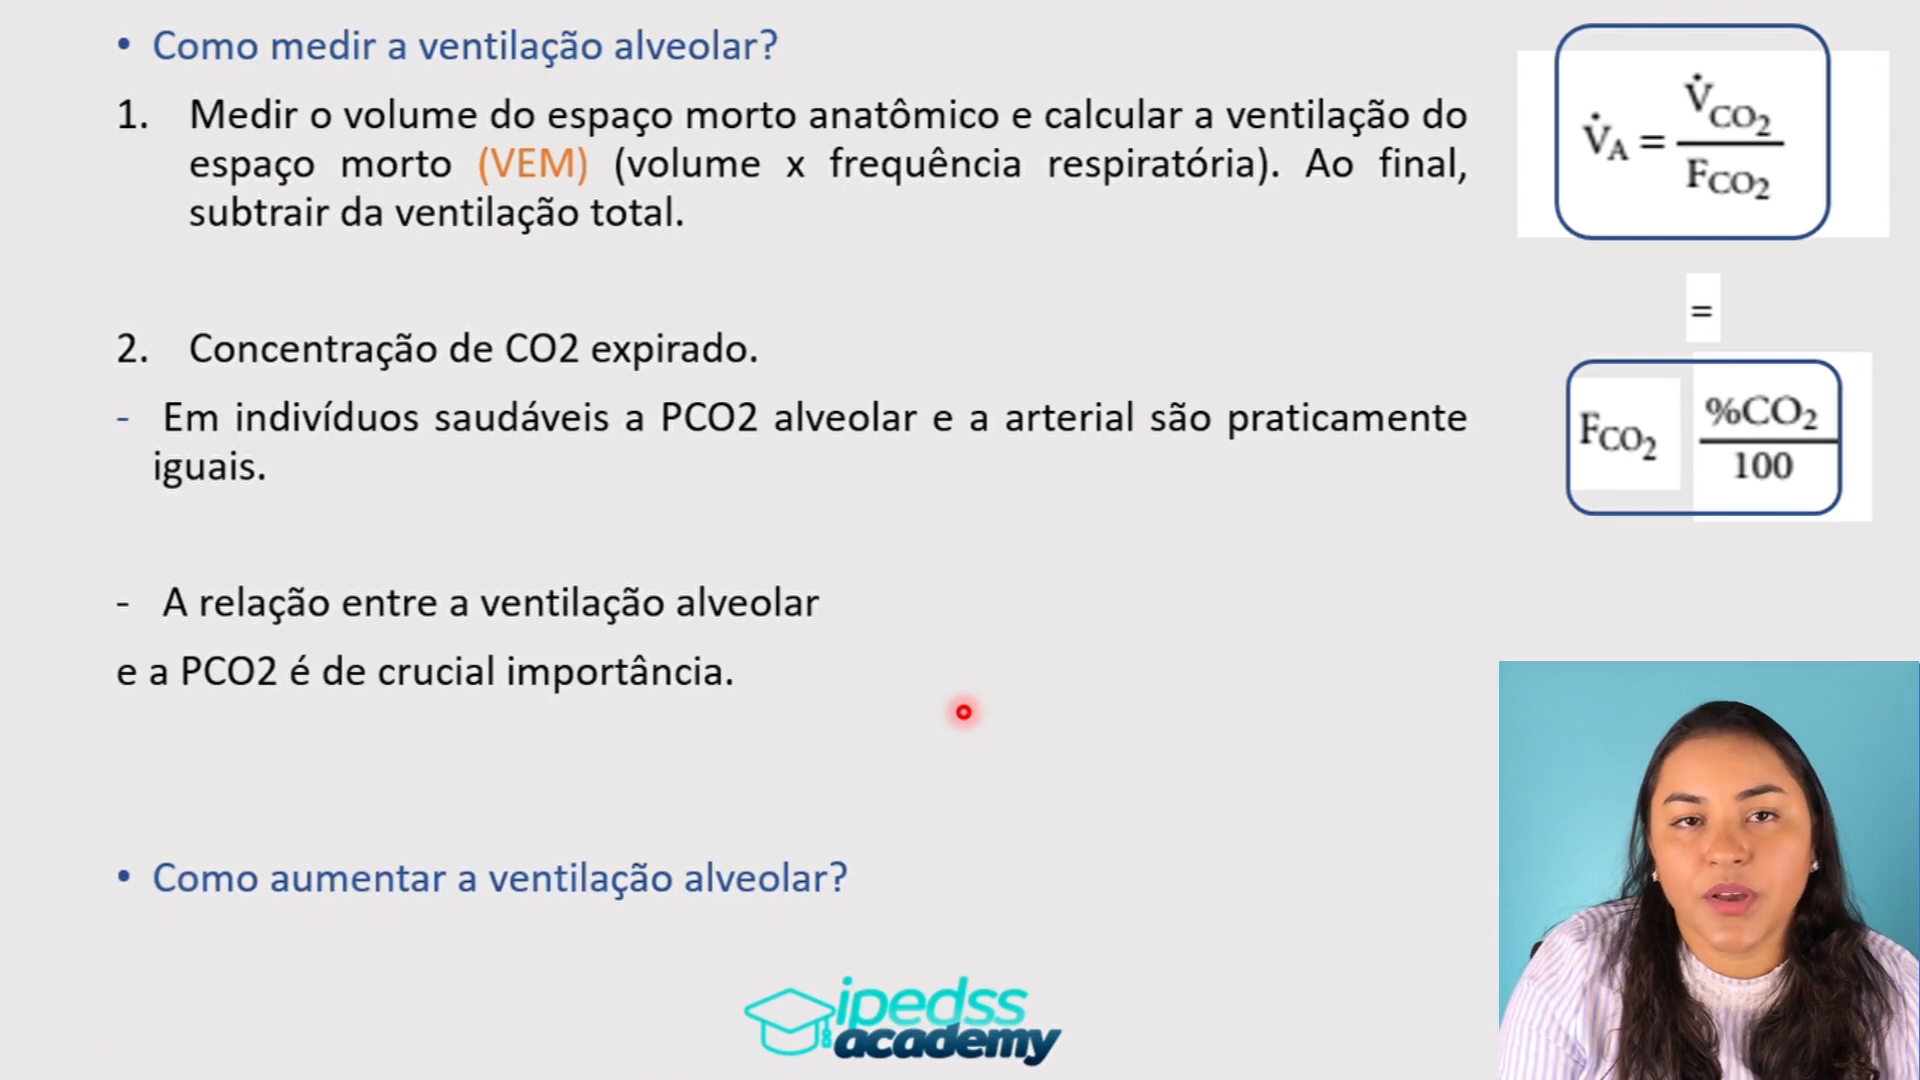 • Como medir a ventilação alveolar?
1. Medir o volume do espaço morto anatômico e calcular a ventilação do
espaço morto (VEM) (volume x frequência respiratória). Ao final,
subtrair da ventilação total.
2. Concentração de CO2 expirado.
- Em indivíduos saudáveis a PCO2 alveolar e a arterial são praticamente
iguais.
- A relação entre a ventilação alveolar
e a PCO2 é de crucial importância.
• Como aumentar a ventilação alveolar?
V̇A = V̇CO2 / FCO2
=
FCO2 %CO2 / 100
ipedss
academy